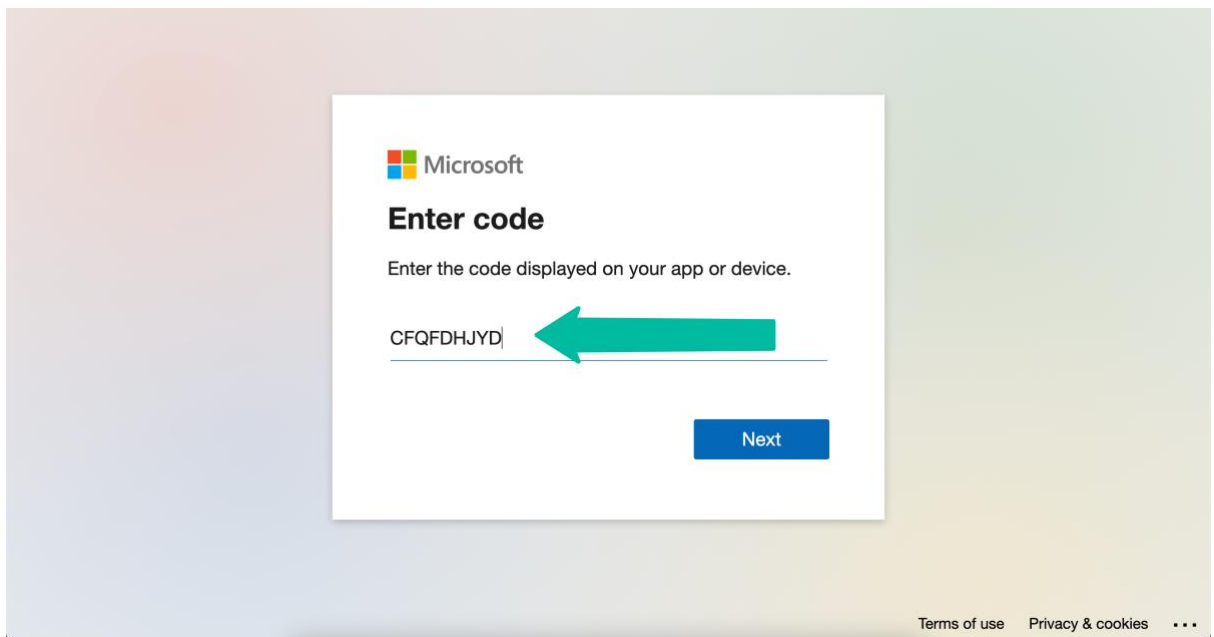 Microsoft
Enter code
Enter the code displayed on your app or device.
CFQFDHJYD
Next
Terms of use Privacy & cookies ...